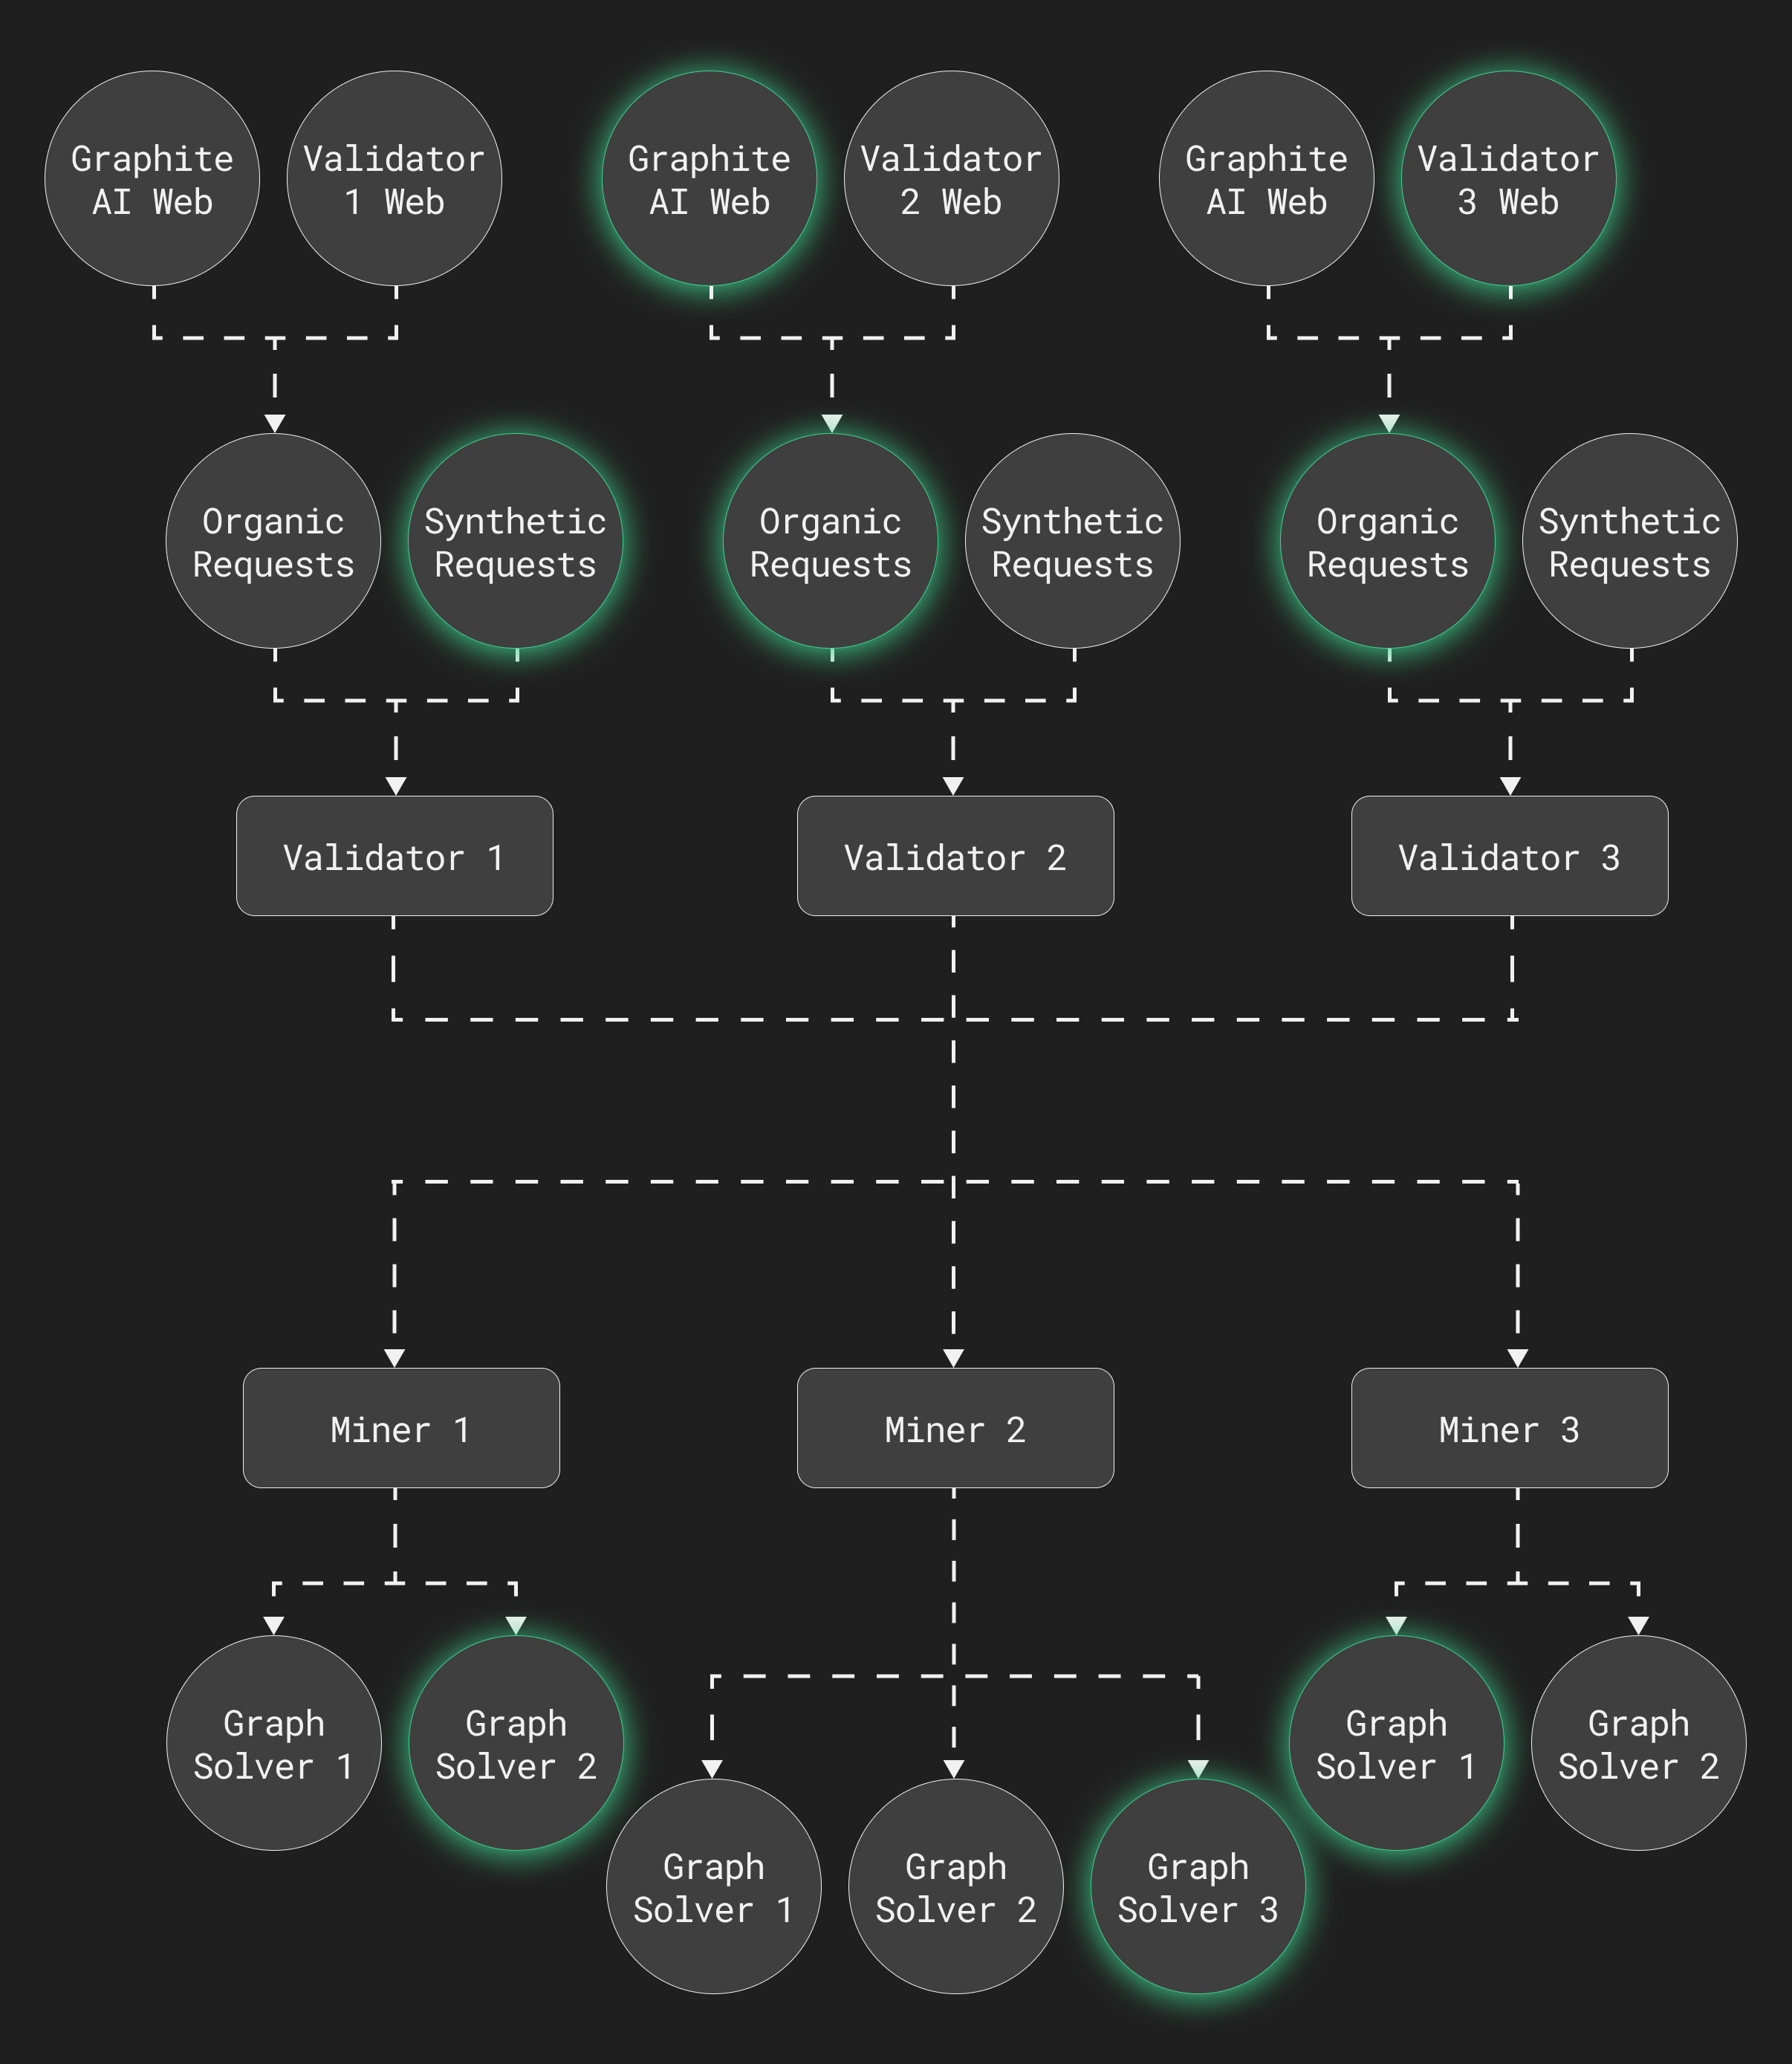 Graphite
AI Web
Validator
1 Web
Graphite
AI Web
Validator
2 Web
Graphite
AI Web
Validator
3 Web
Organic
Requests
Synthetic
Requests
Organic
Requests
Synthetic
Requests
Organic
Requests
Synthetic
Requests
Validator 1
Validator 2
Validator 3
Miner 1
Miner 2
Miner 3
Graph
Solver 1
Graph
Solver 2
Graph
Solver 1
Graph
Solver 2
Graph
Solver 3
Graph
Solver 1
Graph
Solver 2